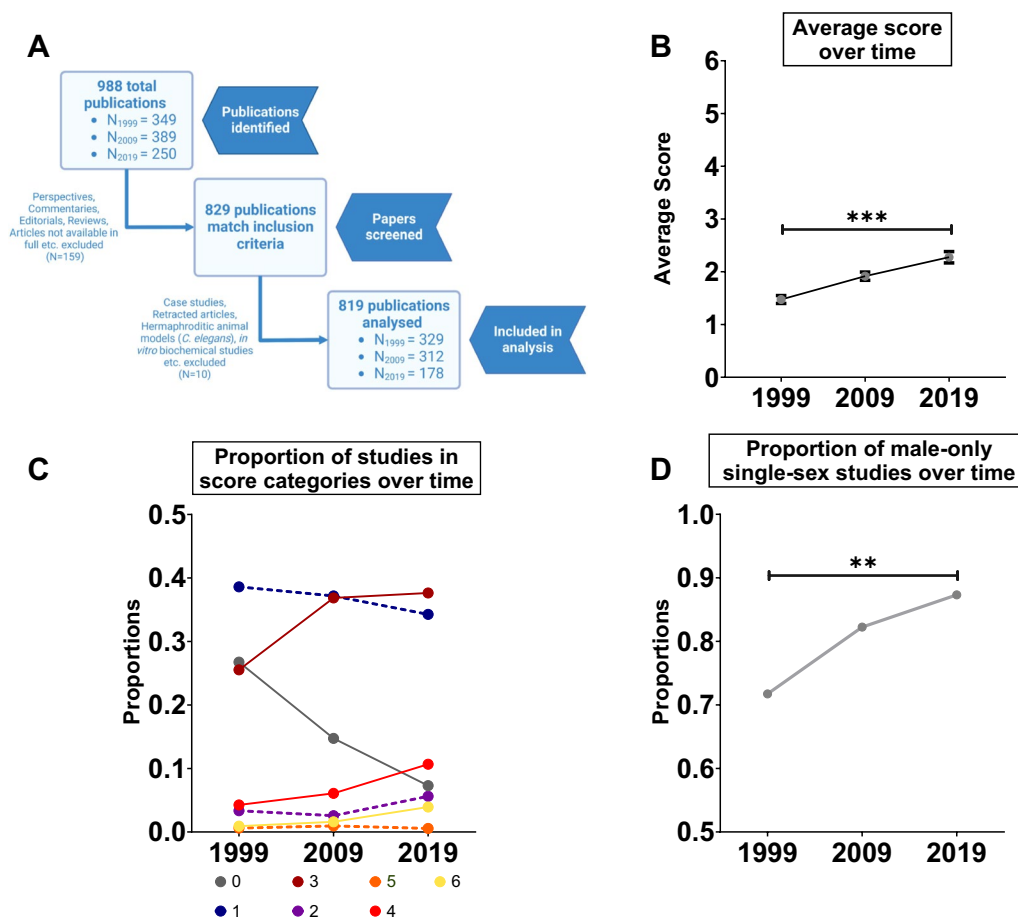 A
988 total
publications
• N1999 = 349
• N2009 = 389
• N2019 = 250
Publications
identified
Perspectives,
Commentaries,
Editorials, Reviews,
Articles not available in
full etc. excluded
(N=159)
829 publications
match inclusion
criteria
Papers
screened
Case studies,
Retracted articles,
Hermaphroditic animal
models (C. elegans), in
vitro biochemical studies
etc. excluded
(N=10)
819 publications
analysed
• N1999 = 329
• N2009 = 312
• N2019 = 178
Included in
analysis
B
Average score
over time
Average Score
6
5
4
3
2
1
0
***
1999 2009 2019
C
Proportion of studies in
score categories over time
Proportions
0.5
0.4
0.3
0.2
0.1
0.0
1999 2009 2019
0 3 5 6
1 2 4
D
Proportion of male-only
single-sex studies over time
Proportions
1.0
0.9
0.8
0.7
0.6
0.5
**
1999 2009 2019